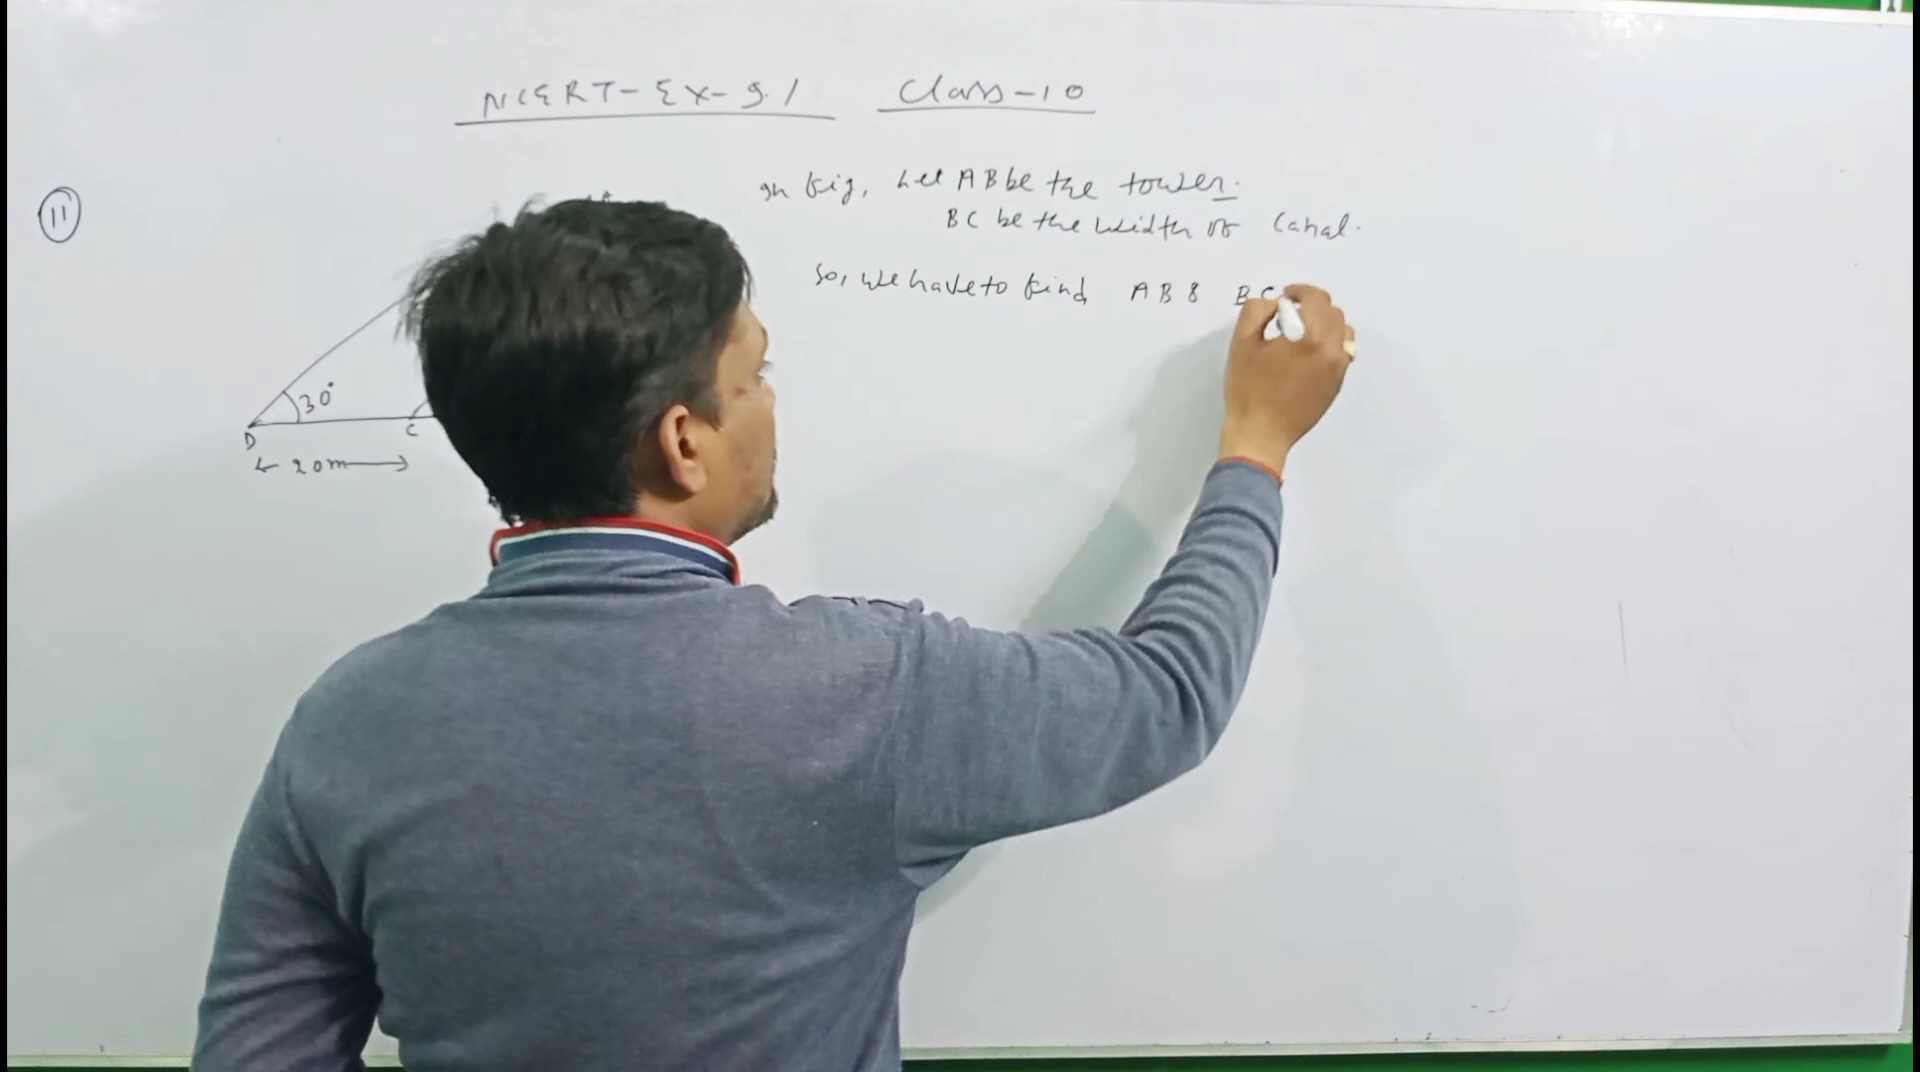 NCERT-Ex-9.1 Class-10
11
In fig, Let AB be the tower.
BC be the width of Canal.
So, we have to find AB & BC
30°
D C
20m